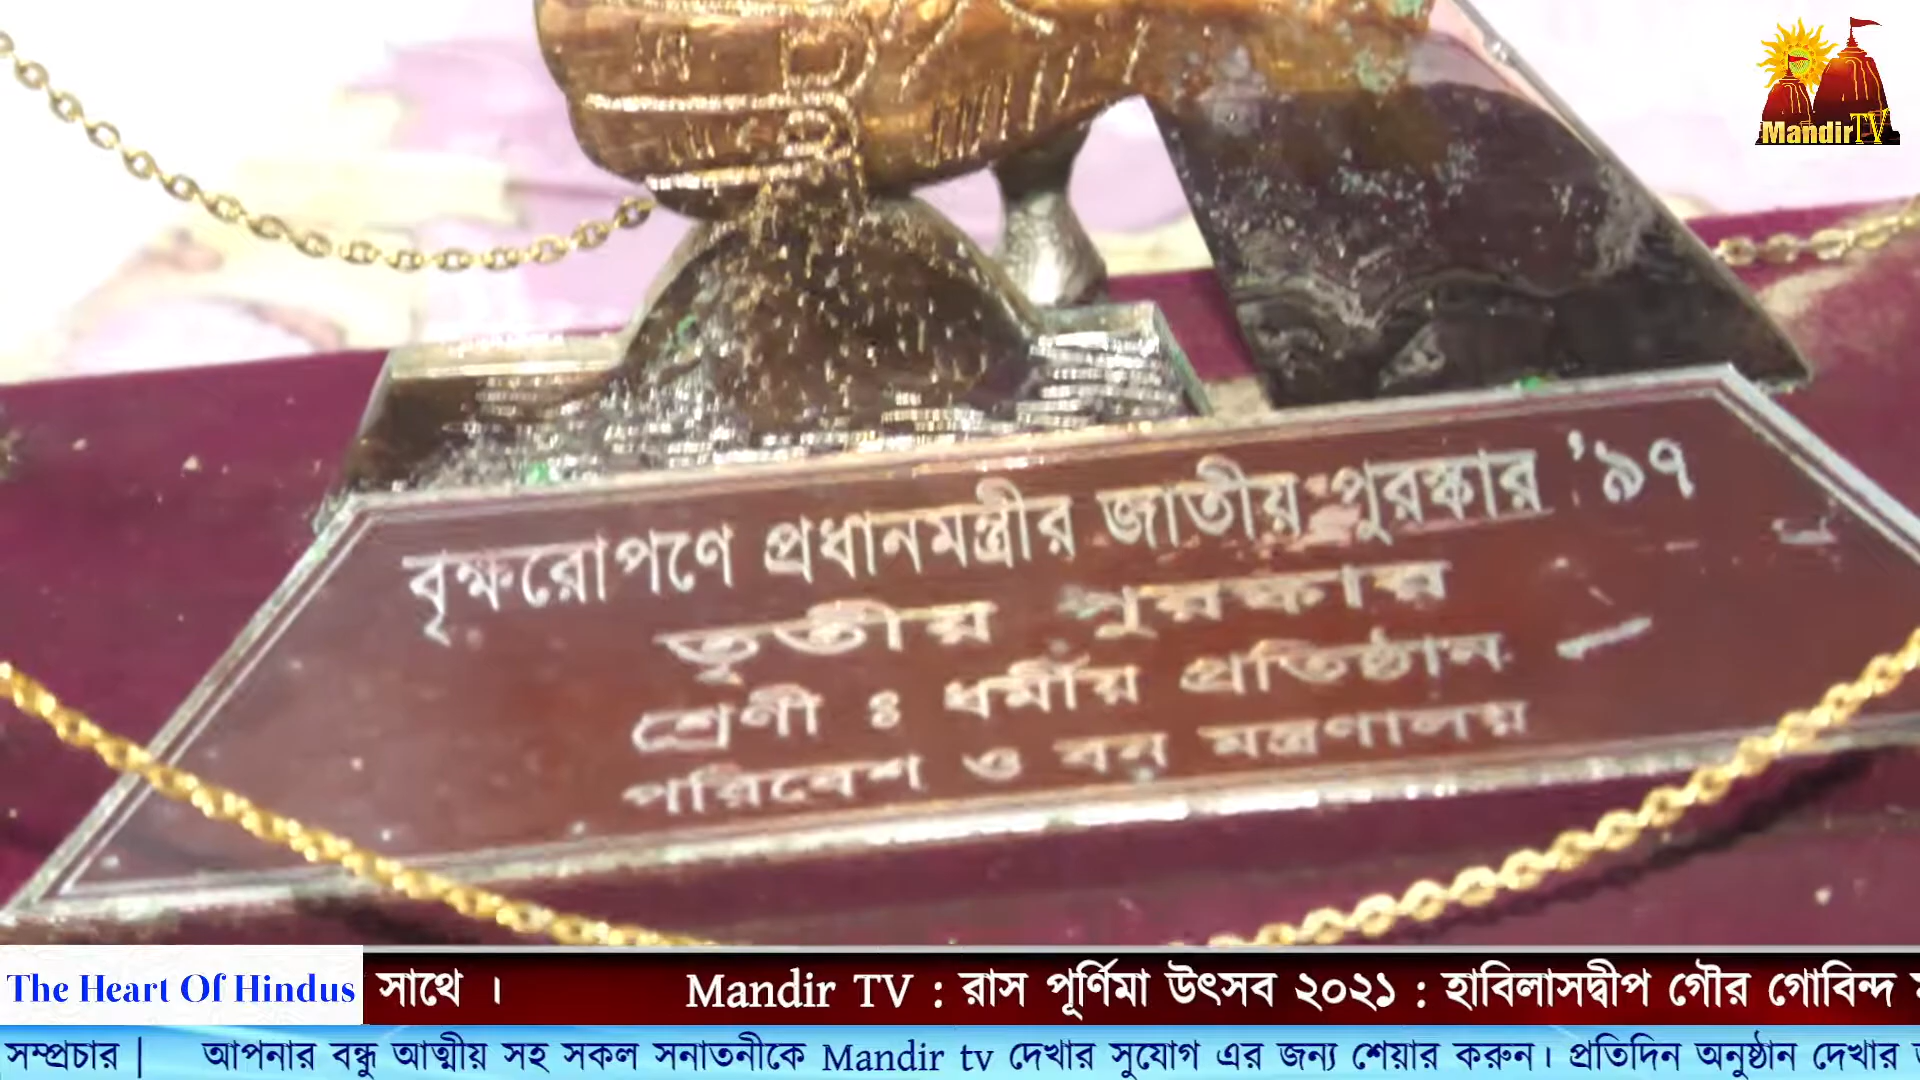 MandirTV
বৃক্ষরোপণে প্রধানমন্ত্রীর জাতীয় পুরস্কার '৯৭
তৃতীয় পুরস্কার
শ্রেণী ঃ ধর্মীয় প্রতিষ্ঠান
পরিবেশ ও বন মন্ত্রণালয়
The Heart Of Hindus সাথে । Mandir TV : রাস পূর্ণিমা উৎসব ২০২১ : হাবিলাসদ্বীপ গৌর গোবিন্দ
সম্প্রচার | আপনার বন্ধু আত্মীয় সহ সকল সনাতনীকে Mandir tv দেখার সুযোগ এর জন্য শেয়ার করুন। প্রতিদিন অনুষ্ঠান দেখার